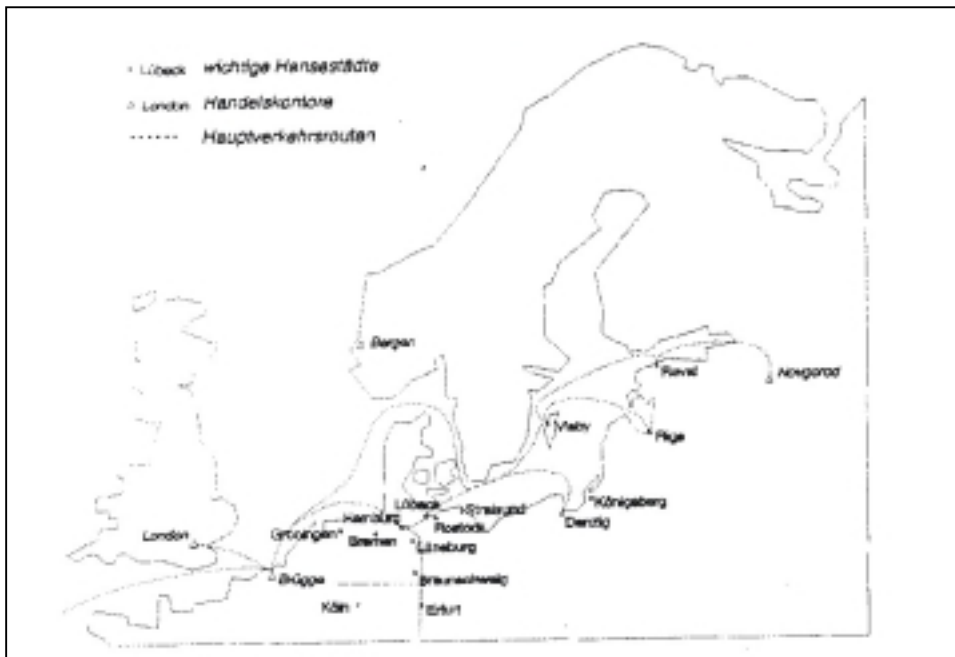 Lübeck wichtige Hansestädte
London Handelskontore
Hauptverkehrsrouten
Bergen
Reval
Nowgorod
Visby
Riga
Königsberg
Danzig
Lübeck
Stralsund
Hamburg
Rostock
Groningen
Bremen
Lüneburg
London
Brügge
Braunschweig
Köln
Erfurt